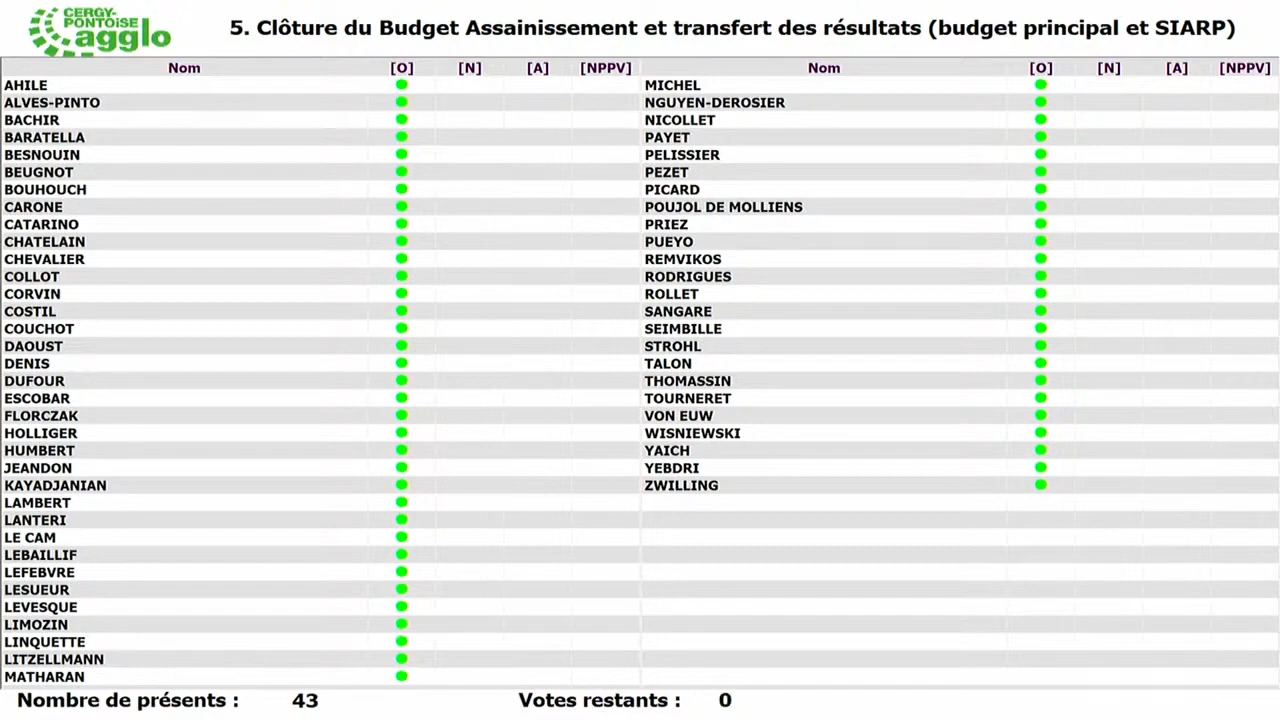 CERGY-
PONTOISE
agglo
5. Clôture du Budget Assainissement et transfert des résultats (budget principal et SIARP)
Nom [O] [N] [A] [NPPV] Nom [O] [N] [A] [NPPV]
AHILE MICHEL
ALVES-PINTO NGUYEN-DEROSIER
BACHIR NICOLLET
BARATELLA PAYET
BESNOUIN PELISSIER
BEUGNOT PEZET
BOUHOUCH PICARD
CARONE POUJOL DE MOLLIENS
CATARINO PRIEZ
CHATELAIN PUEYO
CHEVALIER REMVIKOS
COLLOT RODRIGUES
CORVIN ROLLET
COSTIL SANGARE
COUCHOT SEIMBILLE
DAOUST STROHL
DENIS TALON
DUFOUR THOMASSIN
ESCOBAR TOURNERET
FLORCZAK VON EUW
HOLLIGER WISNIEWSKI
HUMBERT YAICH
JEANDON YEBDRI
KAYADJANIAN ZWILLING
LAMBERT
LANTERI
LE CAM
LEBAILLIF
LEFEBVRE
LESUEUR
LEVESQUE
LIMOZIN
LINQUETTE
LITZELLMANN
MATHARAN
Nombre de présents : 43 Votes restants : 0